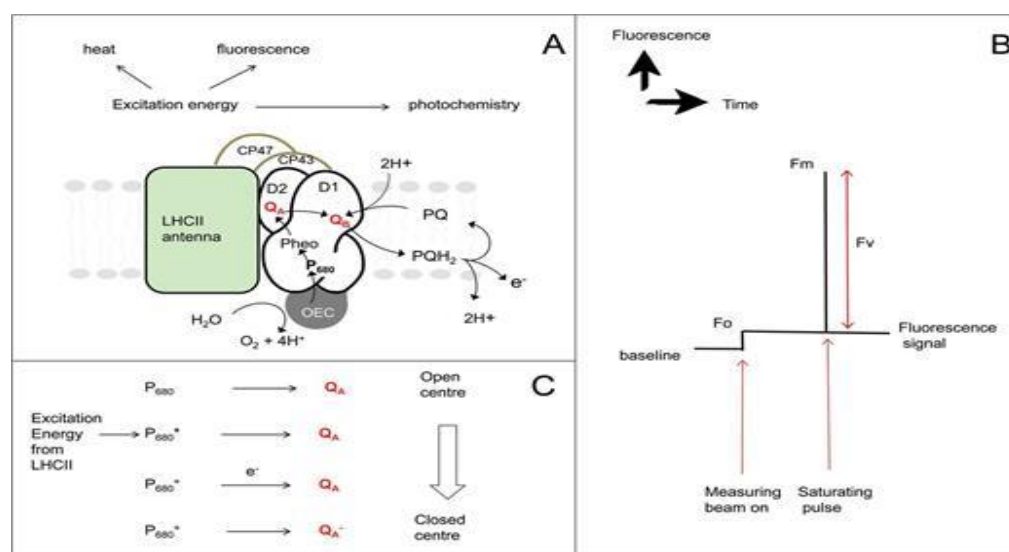 A
heat
fluorescence
Excitation energy
photochemistry
CP47
CP43
2H+
D2
D1
QA
QB
PQ
LHCII
antenna
Pheo
PQH2
P680
e-
OEC
H2O
2H+
O2 + 4H+
B
Fluorescence
Time
Fm
Fv
Fo
Fluorescence
signal
baseline
Measuring
beam on
Saturating
pulse
C
P680
QA
Open
centre
Excitation
Energy
from
LHCII
P680*
QA
e-
P680+
QA
P680+
QA-
Closed
centre